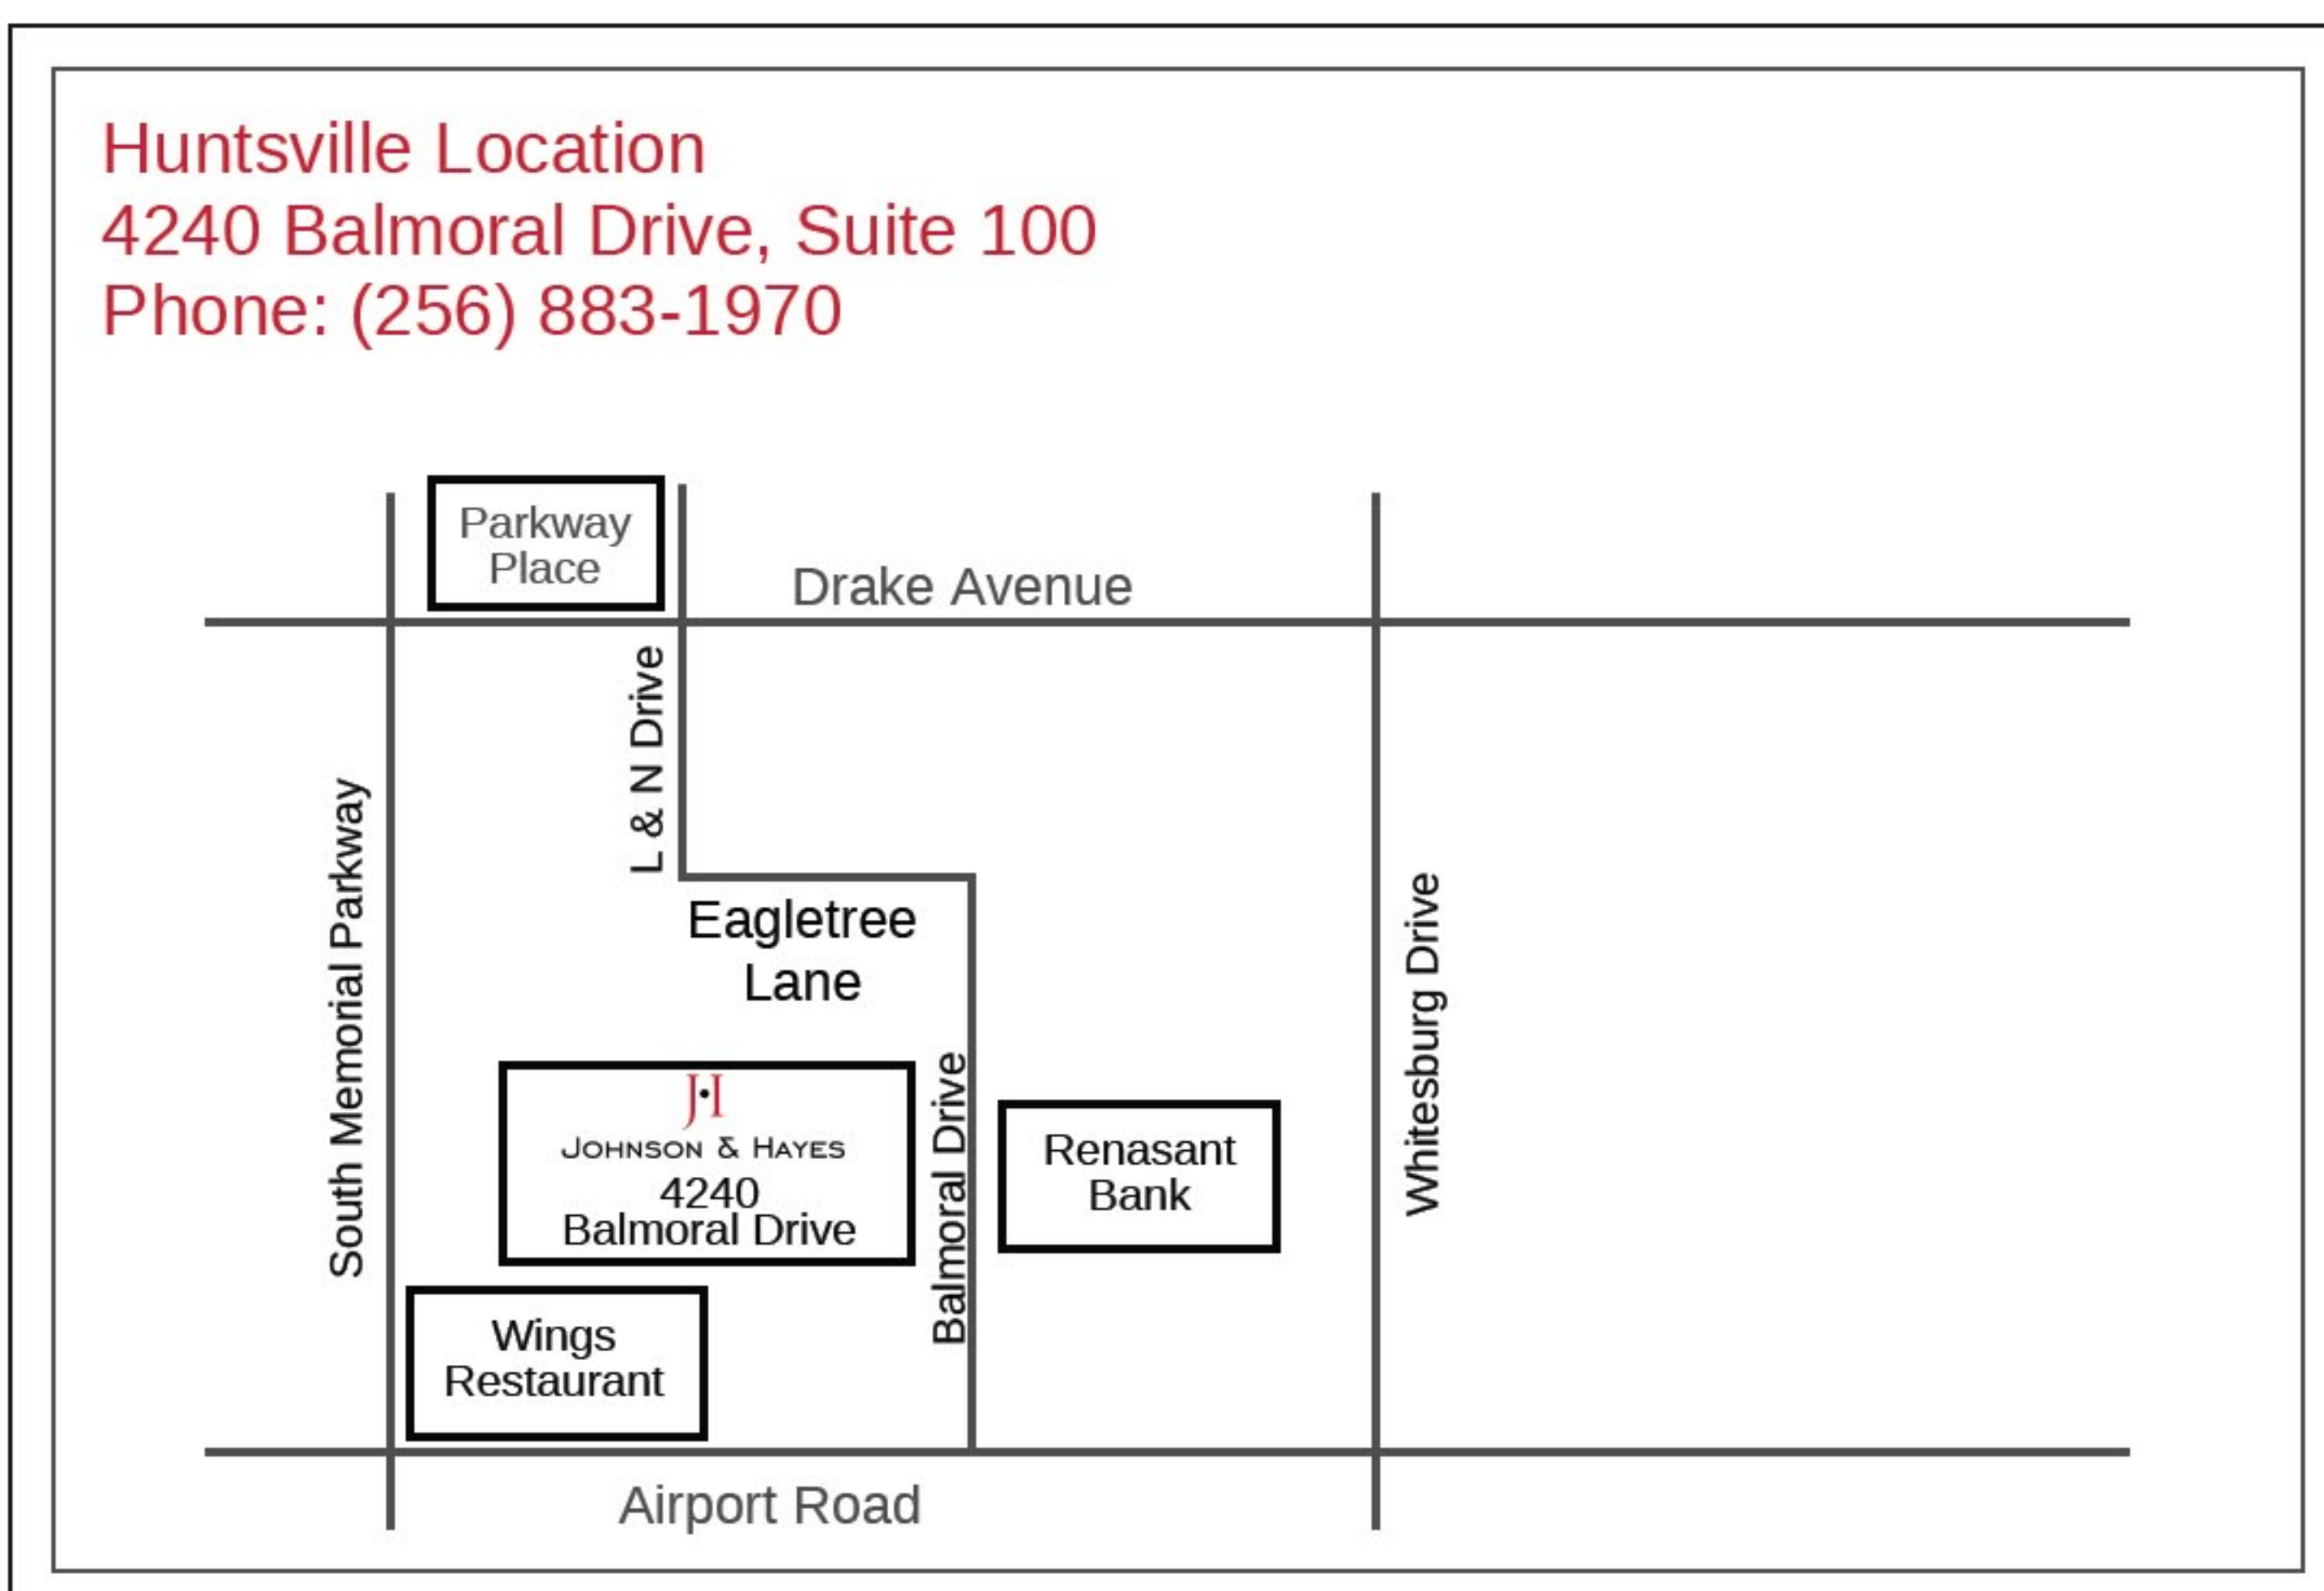 Huntsville Location
4240 Balmoral Drive, Suite 100
Phone: (256) 883-1970
Parkway
Place
Drake Avenue
L & N Drive
South Memorial Parkway
Eagletree
Lane
Whitesburg Drive
J•H
JOHNSON & HAYES
4240
Balmoral Drive
Balmoral Drive
Renasant
Bank
Wings
Restaurant
Airport Road